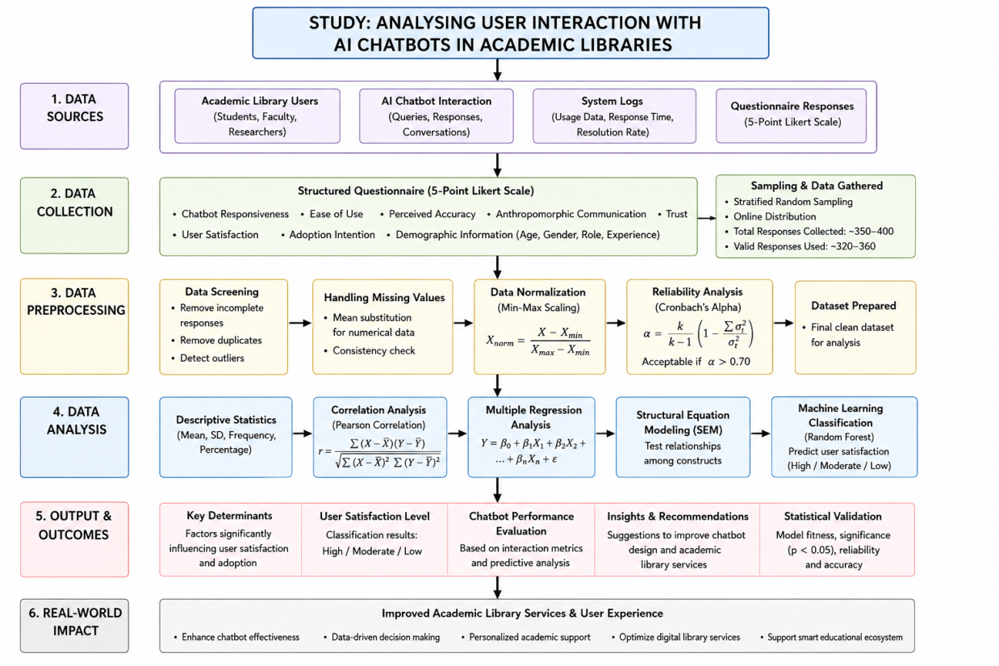 STUDY: ANALYSING USER INTERACTION WITH
AI CHATBOTS IN ACADEMIC LIBRARIES
1. DATA
SOURCES
Academic Library Users
(Students, Faculty,
Researchers)
AI Chatbot Interaction
(Queries, Responses,
Conversations)
System Logs
(Usage Data, Response Time,
Resolution Rate)
Questionnaire Responses
(5-Point Likert Scale)
2. DATA
COLLECTION
Structured Questionnaire (5-Point Likert Scale)
• Chatbot Responsiveness • Ease of Use • Perceived Accuracy • Anthropomorphic Communication • Trust
• User Satisfaction • Adoption Intention • Demographic Information (Age, Gender, Role, Experience)
Sampling & Data Gathered
• Stratified Random Sampling
• Online Distribution
• Total Responses Collected: ~350–400
• Valid Responses Used: ~320–360
3. DATA
PREPROCESSING
Data Screening
• Remove incomplete
responses
• Remove duplicates
• Detect outliers
Handling Missing Values
• Mean substitution
for numerical data
• Consistency check
Data Normalization
(Min-Max Scaling)
X_norm = (X − X_min) / (X_max − X_min)
Reliability Analysis
(Cronbach's Alpha)
α = k / (k − 1) (1 − Σσ_t² / σ_t²)
Acceptable if α > 0.70
Dataset Prepared
• Final clean dataset
for analysis
4. DATA
ANALYSIS
Descriptive Statistics
(Mean, SD, Frequency,
Percentage)
Correlation Analysis
(Pearson Correlation)
r = Σ(X − X̄)(Y − Ȳ) / √Σ(X − X̄)² Σ(Y − Ȳ)²
Multiple Regression
Analysis
Y = β₀ + β₁X₁ + β₂X₂ +
... + βₙXₙ + ε
Structural Equation
Modeling (SEM)
Test relationships
among constructs
Machine Learning
Classification
(Random Forest)
Predict user satisfaction
(High / Moderate / Low)
5. OUTPUT &
OUTCOMES
Key Determinants
Factors significantly
influencing user satisfaction
and adoption
User Satisfaction Level
Classification results:
High / Moderate / Low
Chatbot Performance
Evaluation
Based on interaction metrics
and predictive analysis
Insights & Recommendations
Suggestions to improve chatbot
design and academic
library services
Statistical Validation
Model fitness, significance
(p < 0.05), reliability
and accuracy
6. REAL-WORLD
IMPACT
Improved Academic Library Services & User Experience
• Enhance chatbot effectiveness • Data-driven decision making • Personalized academic support • Optimize digital library services • Support smart educational ecosystem